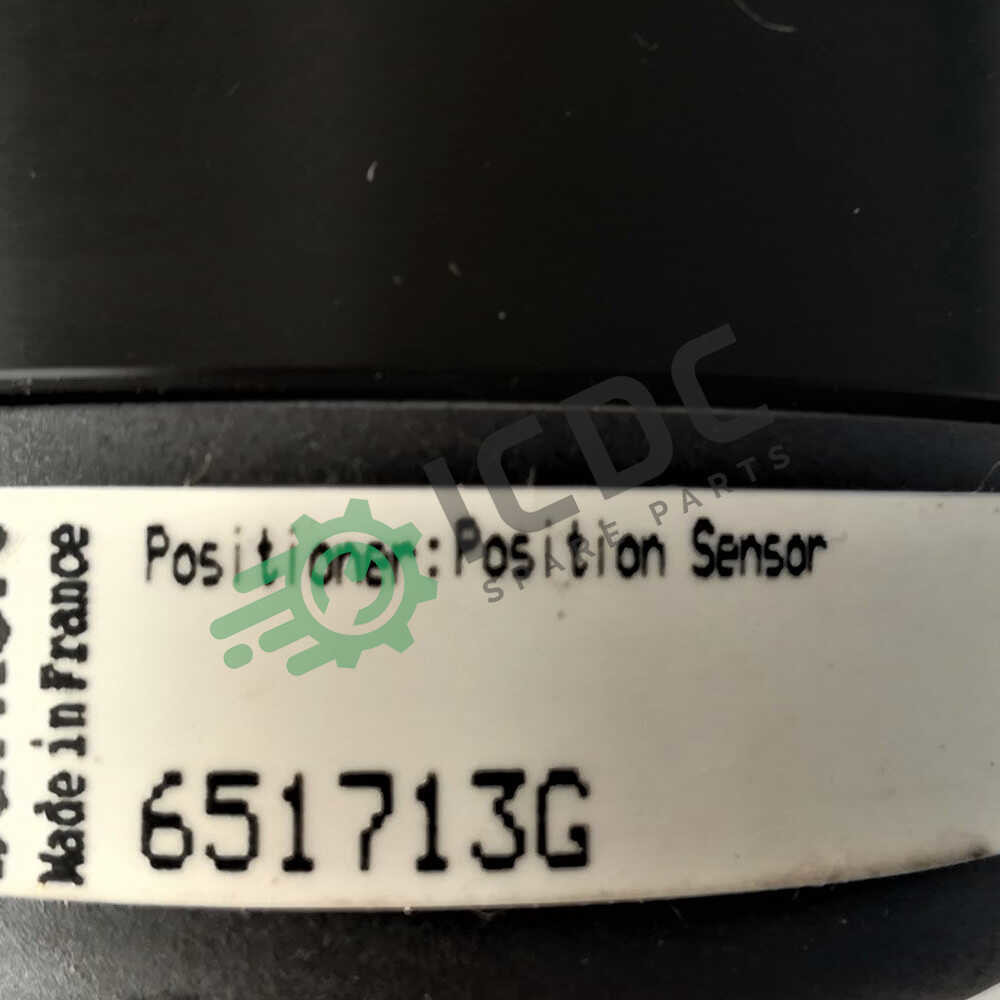 Positioner:Position Sensor
651713G
Made in France
ICDC
SPARE PARTS